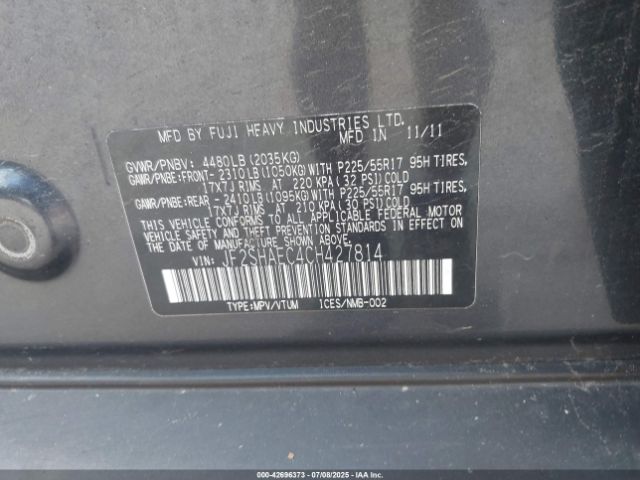 MFD BY FUJI HEAVY INDUSTRIES LTD.
MFD IN 11/11
GVWR/PNBV: 4480LB(2035KG)
GAWR/PNBE:FRONT- 2310LB(1050KG)WITH P225/55R17 95H TIRES,
17X7J RIMS AT 220 KPA(32 PSI)COLD
GAWR/PNBE:REAR - 2410LB(1095KG)WITH P225/55R17 95H TIRES,
17X7J RIMS AT 210 KPA(30 PSI)COLD
THIS VEHICLE CONFORMS TO ALL APPLICABLE FEDERAL MOTOR
VEHICLE SAFETY AND THEFT PREVENTION STANDARDS
IN EFFECT ON THE DATE OF MANUFACTURE SHOWN ABOVE.
VIN: JF2SHAFC4CH427814
TYPE:MPV/VTUM ICES/NMB-002
000-42696373 - 07/08/2025 - IAAI.COM